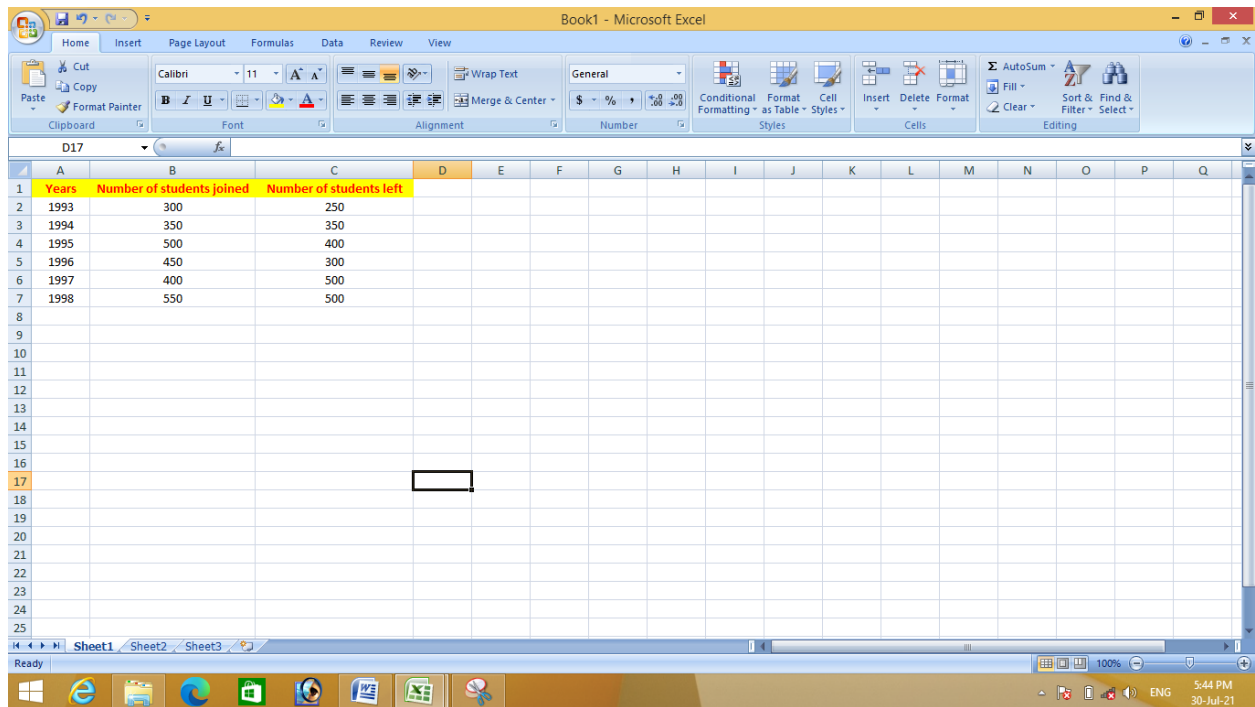 Book1 - Microsoft Excel
Home Insert Page Layout Formulas Data Review View
Paste
Cut
Copy
Format Painter
Clipboard
Calibri 11
B I U
Font
Wrap Text
Merge & Center
Alignment
General
$ % ,
Number
Conditional Formatting
Format as Table
Cell Styles
Styles
Insert Delete Format
Cells
Σ AutoSum
Fill
Clear
Sort & Filter
Find & Select
Editing
D17 fx
A B C D E F G H I J K L M N O P Q
1 Years Number of students joined Number of students left
2 1993 300 250
3 1994 350 350
4 1995 500 400
5 1996 450 300
6 1997 400 500
7 1998 550 500
8
9
10
11
12
13
14
15
16
17
18
19
20
21
22
23
24
25
Sheet1 Sheet2 Sheet3
Ready 100%
ENG 5:44 PM
30-Jul-21